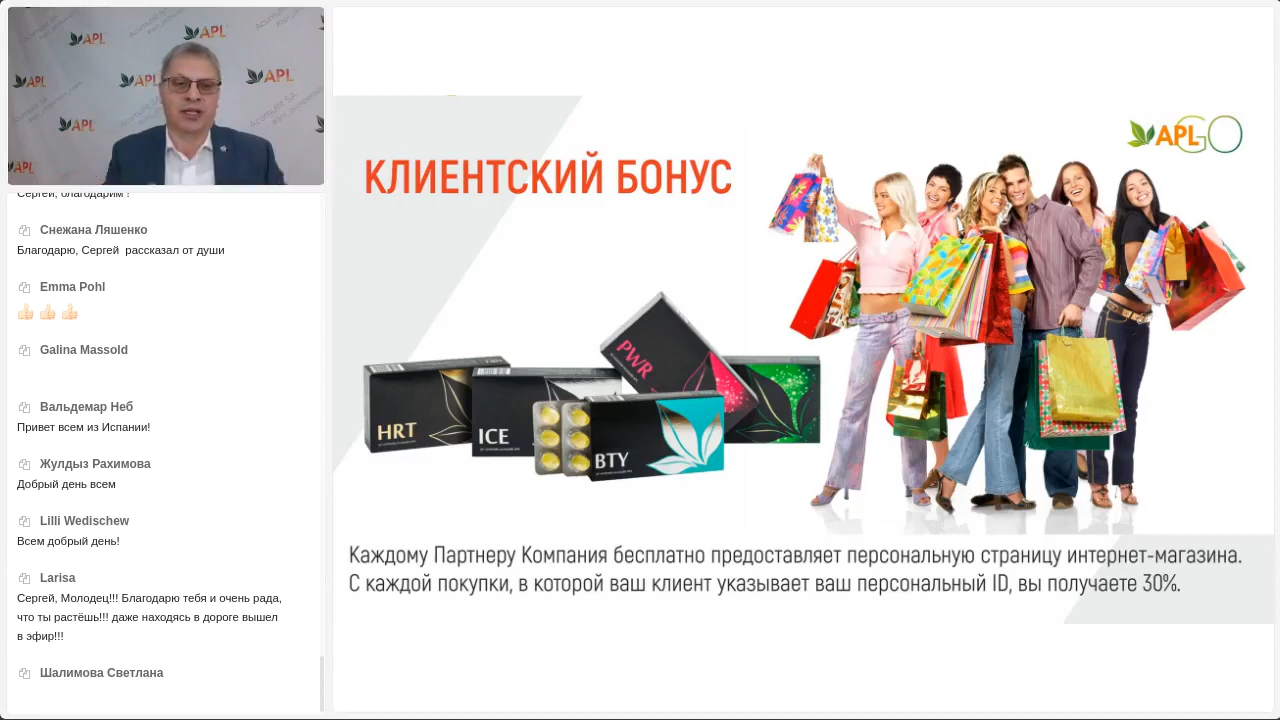 APL
APL
APL
APL
APL
APL
APL
Acumullit SA
Сергей, благодарим !
Снежана Ляшенко
Благодарю, Сергей рассказал от души
Emma Pohl
Galina Massold
Вальдемар Неб
Привет всем из Испании!
Жулдыз Рахимова
Добрый день всем
Lilli Wedischew
Всем добрый день!
Larisa
Сергей, Молодец!!! Благодарю тебя и очень рада,
что ты растёшь!!! даже находясь в дороге вышел
в эфир!!!
Шалимова Светлана
APLGO
КЛИЕНТСКИЙ БОНУС
PWR
HRT
ICE
BTY
Каждому Партнеру Компания бесплатно предоставляет персональную страницу интернет-магазина.
С каждой покупки, в которой ваш клиент указывает ваш персональный ID, вы получаете 30%.